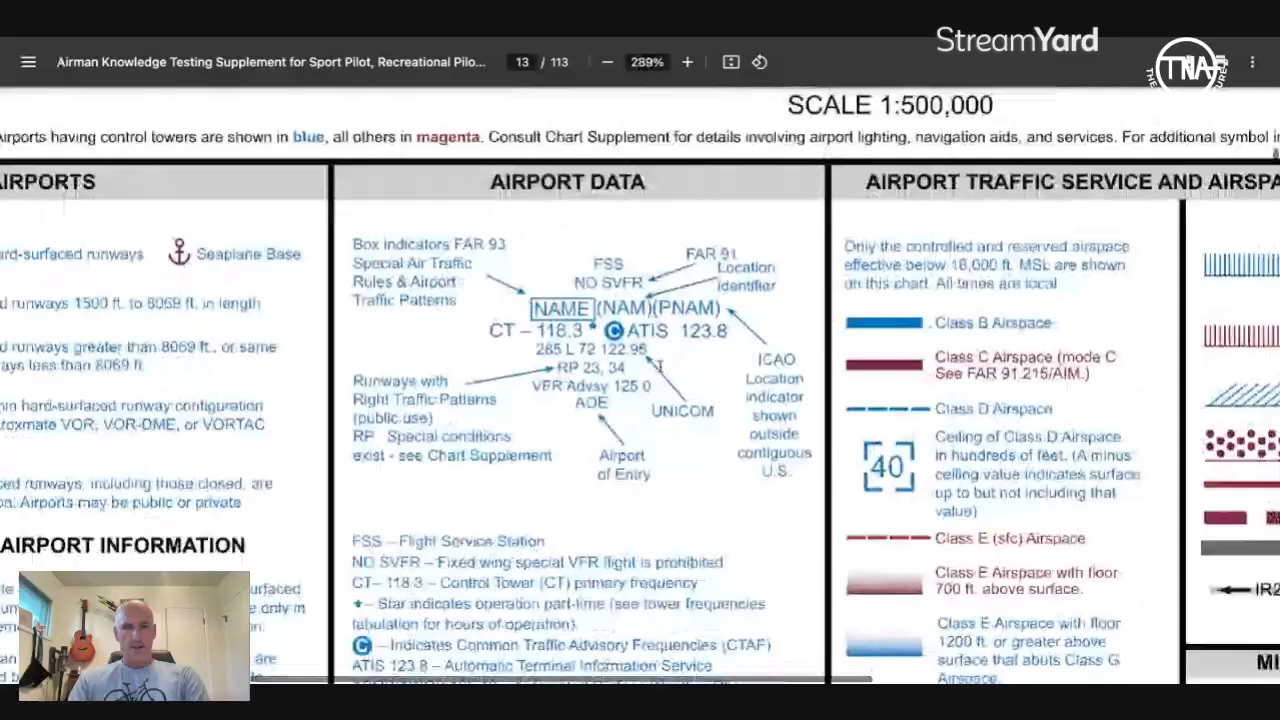 StreamYard
Airman Knowledge Testing Supplement for Sport Pilot, Recreational Pilo...
13 / 113
289%
TNAF
SCALE 1:500,000
Airports having control towers are shown in blue, all others in magenta. Consult Chart Supplement for details involving airport lighting, navigation aids, and services. For additional symbol i
AIRPORTS
rd-surfaced runways
Seaplane Base
d runways 1500 ft. to 8069 ft. in length
d runways greater than 8069 ft., or same
ays less than 8069 ft.
hard-surfaced runway configuration
roximate VOR, VOR-DME, or VORTAC
ced runways, including those closed, are
n. Airports may be public or private
AIRPORT INFORMATION
urfaced
e only in
are
AIRPORT DATA
Box indicators FAR 93
Special Air Traffic
Rules & Airport
Traffic Patterns
FSS
NO SVFR
FAR 91
Location
Identifier
NAME (NAM)(PNAM)
CT – 118.3 * C ATIS 123.8
285 L 72 122.95
RP 23, 34
VFR Advsy 125.0
AOE
Runways with
Right Traffic Patterns
(public use)
RP Special conditions
exist - see Chart Supplement
UNICOM
Airport
of Entry
ICAO
Location
indicator
shown
outside
contiguous
U.S.
FSS – Flight Service Station
NO SVFR – Fixed wing special VFR flight is prohibited
CT– 118.3 – Control Tower (CT) primary frequency
– Star indicates operation part-time (see tower frequencies
tabulation for hours of operation)
C – Indicates Common Traffic Advisory Frequencies (CTAF)
ATIS 123.8 – Automatic Terminal Information Service
AIRPORT TRAFFIC SERVICE AND AIRSPA
Only the controlled and reserved airspace
effective below 18,000 ft. MSL are shown
on this chart. All times are local
Class B Airspace
Class C Airspace (mode C
See FAR 91.215/AIM.)
Class D Airspace
40
Ceiling of Class D Airspace
in hundreds of feet. (A minus
ceiling value indicates surface
up to but not including that
value)
Class E (sfc) Airspace
Class E Airspace with floor
700 ft. above surface.
Class E Airspace with floor
1200 ft. or greater above
surface that abuts Class G
Airspace.
IR2
MI